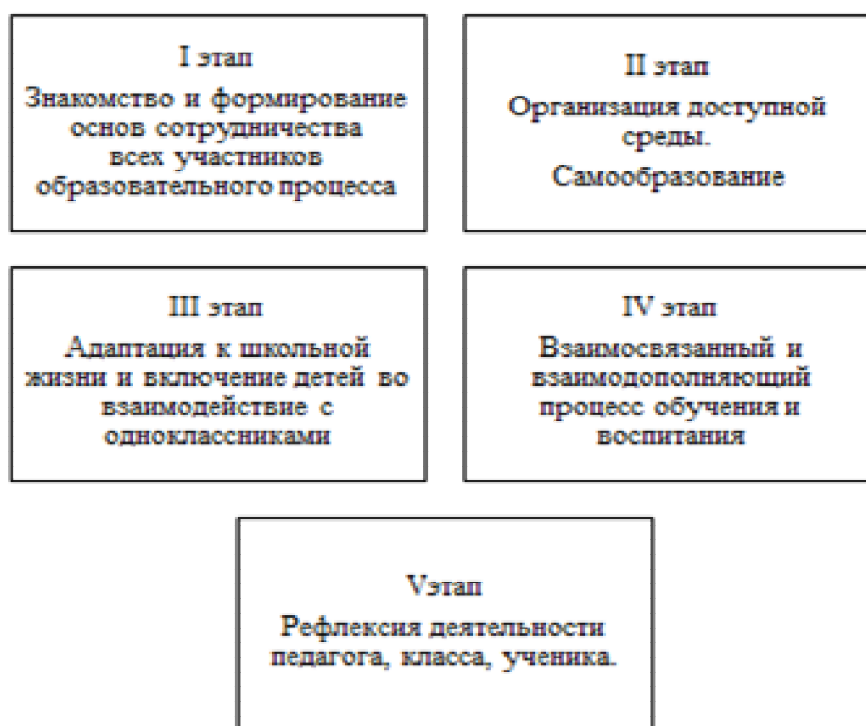 I этап
Знакомство и формирование
основ сотрудничества
всех участников
образовательного процесса
II этап
Организация доступной
среды.
Самообразование
III этап
Адаптация к школьной
жизни и включение детей во
взаимодействие с
одноклассниками
IV этап
Взаимосвязанный и
взаимодополняющий
процесс обучения и
воспитания
Vэтап
Рефлексия деятельности
педагога, класса, ученика.